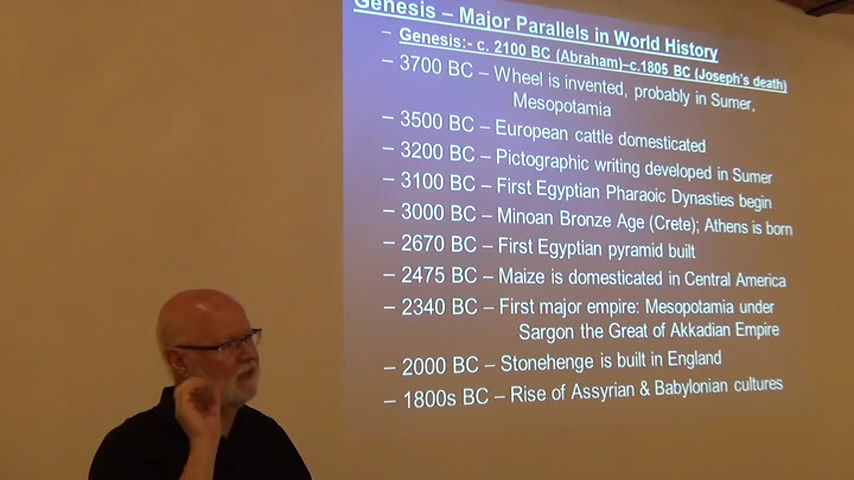 Genesis – Major Parallels in World History
– Genesis:- c. 2100 BC (Abraham)–c.1805 BC (Joseph's death)
– 3700 BC – Wheel is invented, probably in Sumer,
Mesopotamia
– 3500 BC – European cattle domesticated
– 3200 BC – Pictographic writing developed in Sumer
– 3100 BC – First Egyptian Pharaoic Dynasties begin
– 3000 BC – Minoan Bronze Age (Crete); Athens is born
– 2670 BC – First Egyptian pyramid built
– 2475 BC – Maize is domesticated in Central America
– 2340 BC – First major empire: Mesopotamia under
Sargon the Great of Akkadian Empire
– 2000 BC – Stonehenge is built in England
– 1800s BC – Rise of Assyrian & Babylonian cultures